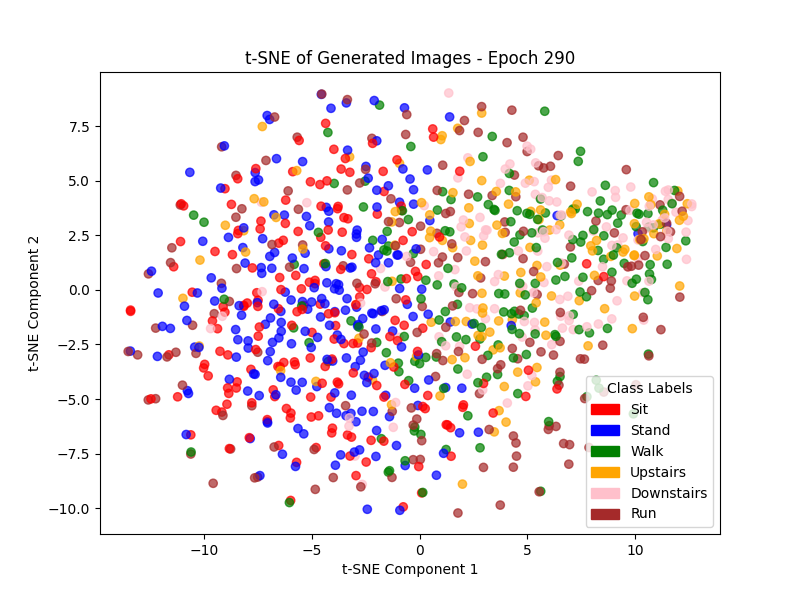 t-SNE of Generated Images - Epoch 290
t-SNE Component 2
7.5
5.0
2.5
0.0
−2.5
−5.0
−7.5
−10.0
Class Labels
Sit
Stand
Walk
Upstairs
Downstairs
Run
−10
−5
0
5
10
t-SNE Component 1